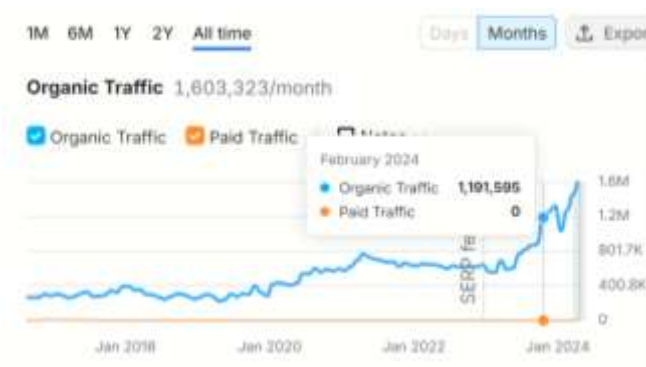 1M 6M 1Y 2Y All time Days Months Expor
Organic Traffic 1,603,323/month
Organic Traffic Paid Traffic
February 2024
Organic Traffic 1,191,595
Paid Traffic 0
1.6M
1.2M
801.7K
400.8K
0
SERP fe
Jan 2018 Jan 2020 Jan 2022 Jan 2024